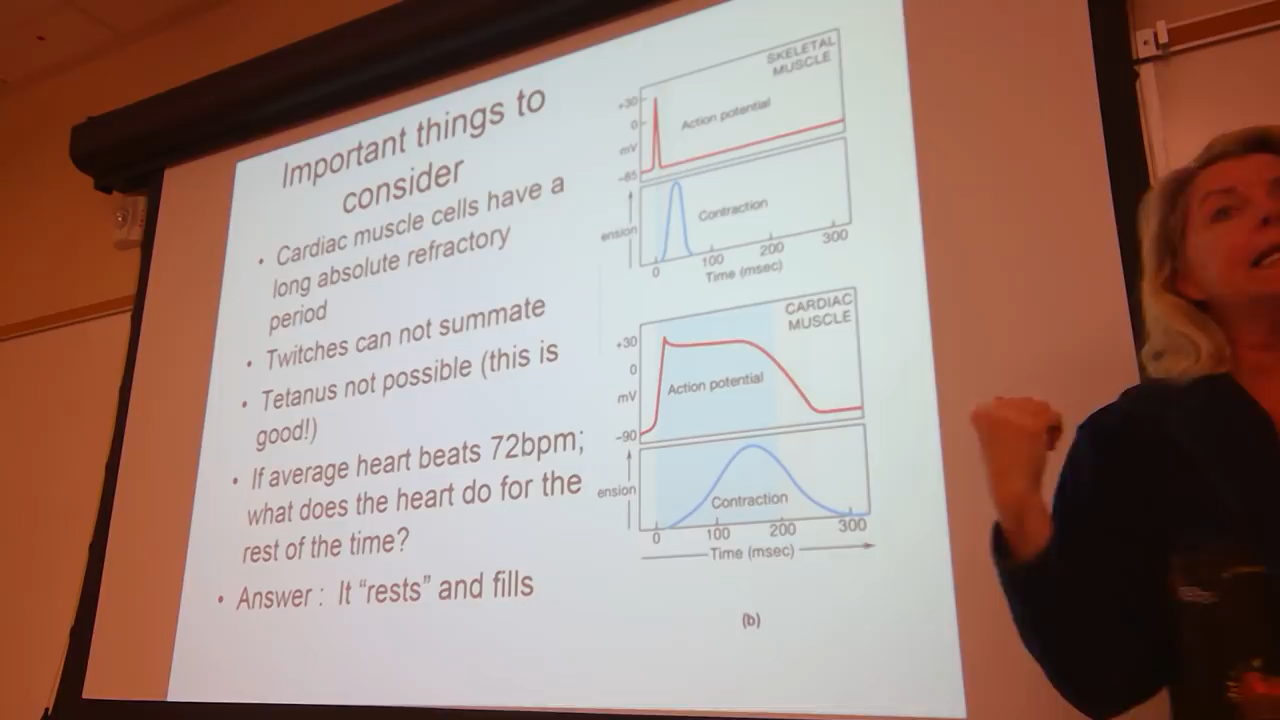 Important things to
consider
• Cardiac muscle cells have a
long absolute refractory
period
• Twitches can not summate
• Tetanus not possible (this is
good!)
• If average heart beats 72bpm;
what does the heart do for the
rest of the time?
• Answer : It “rests” and fills
SKELETAL
MUSCLE
+30
0
mV
−85
Action potential
ension
Contraction
0 100 200 300
Time (msec)
CARDIAC
MUSCLE
+30
0
mV
−90
Action potential
ension
Contraction
0 100 200 300
Time (msec)
(b)